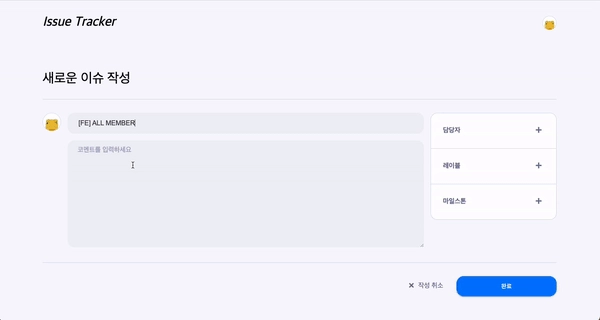 Issue Tracker
새로운 이슈 작성
[FE] ALL MEMBER
코멘트를 입력하세요
담당자
레이블
마일스톤
작성 취소
완료